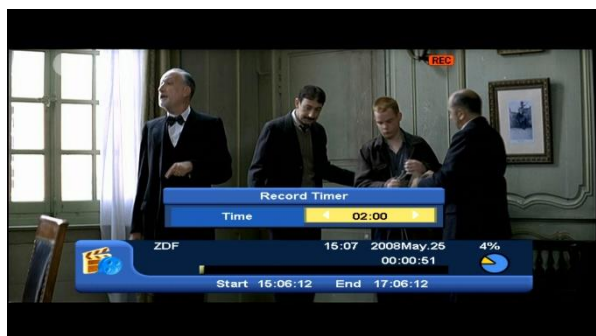 REC
Record Timer
Time 02:00
ZDF 15:07 2008May.25 4%
00:00:51
Start 15:06:12 End 17:06:12